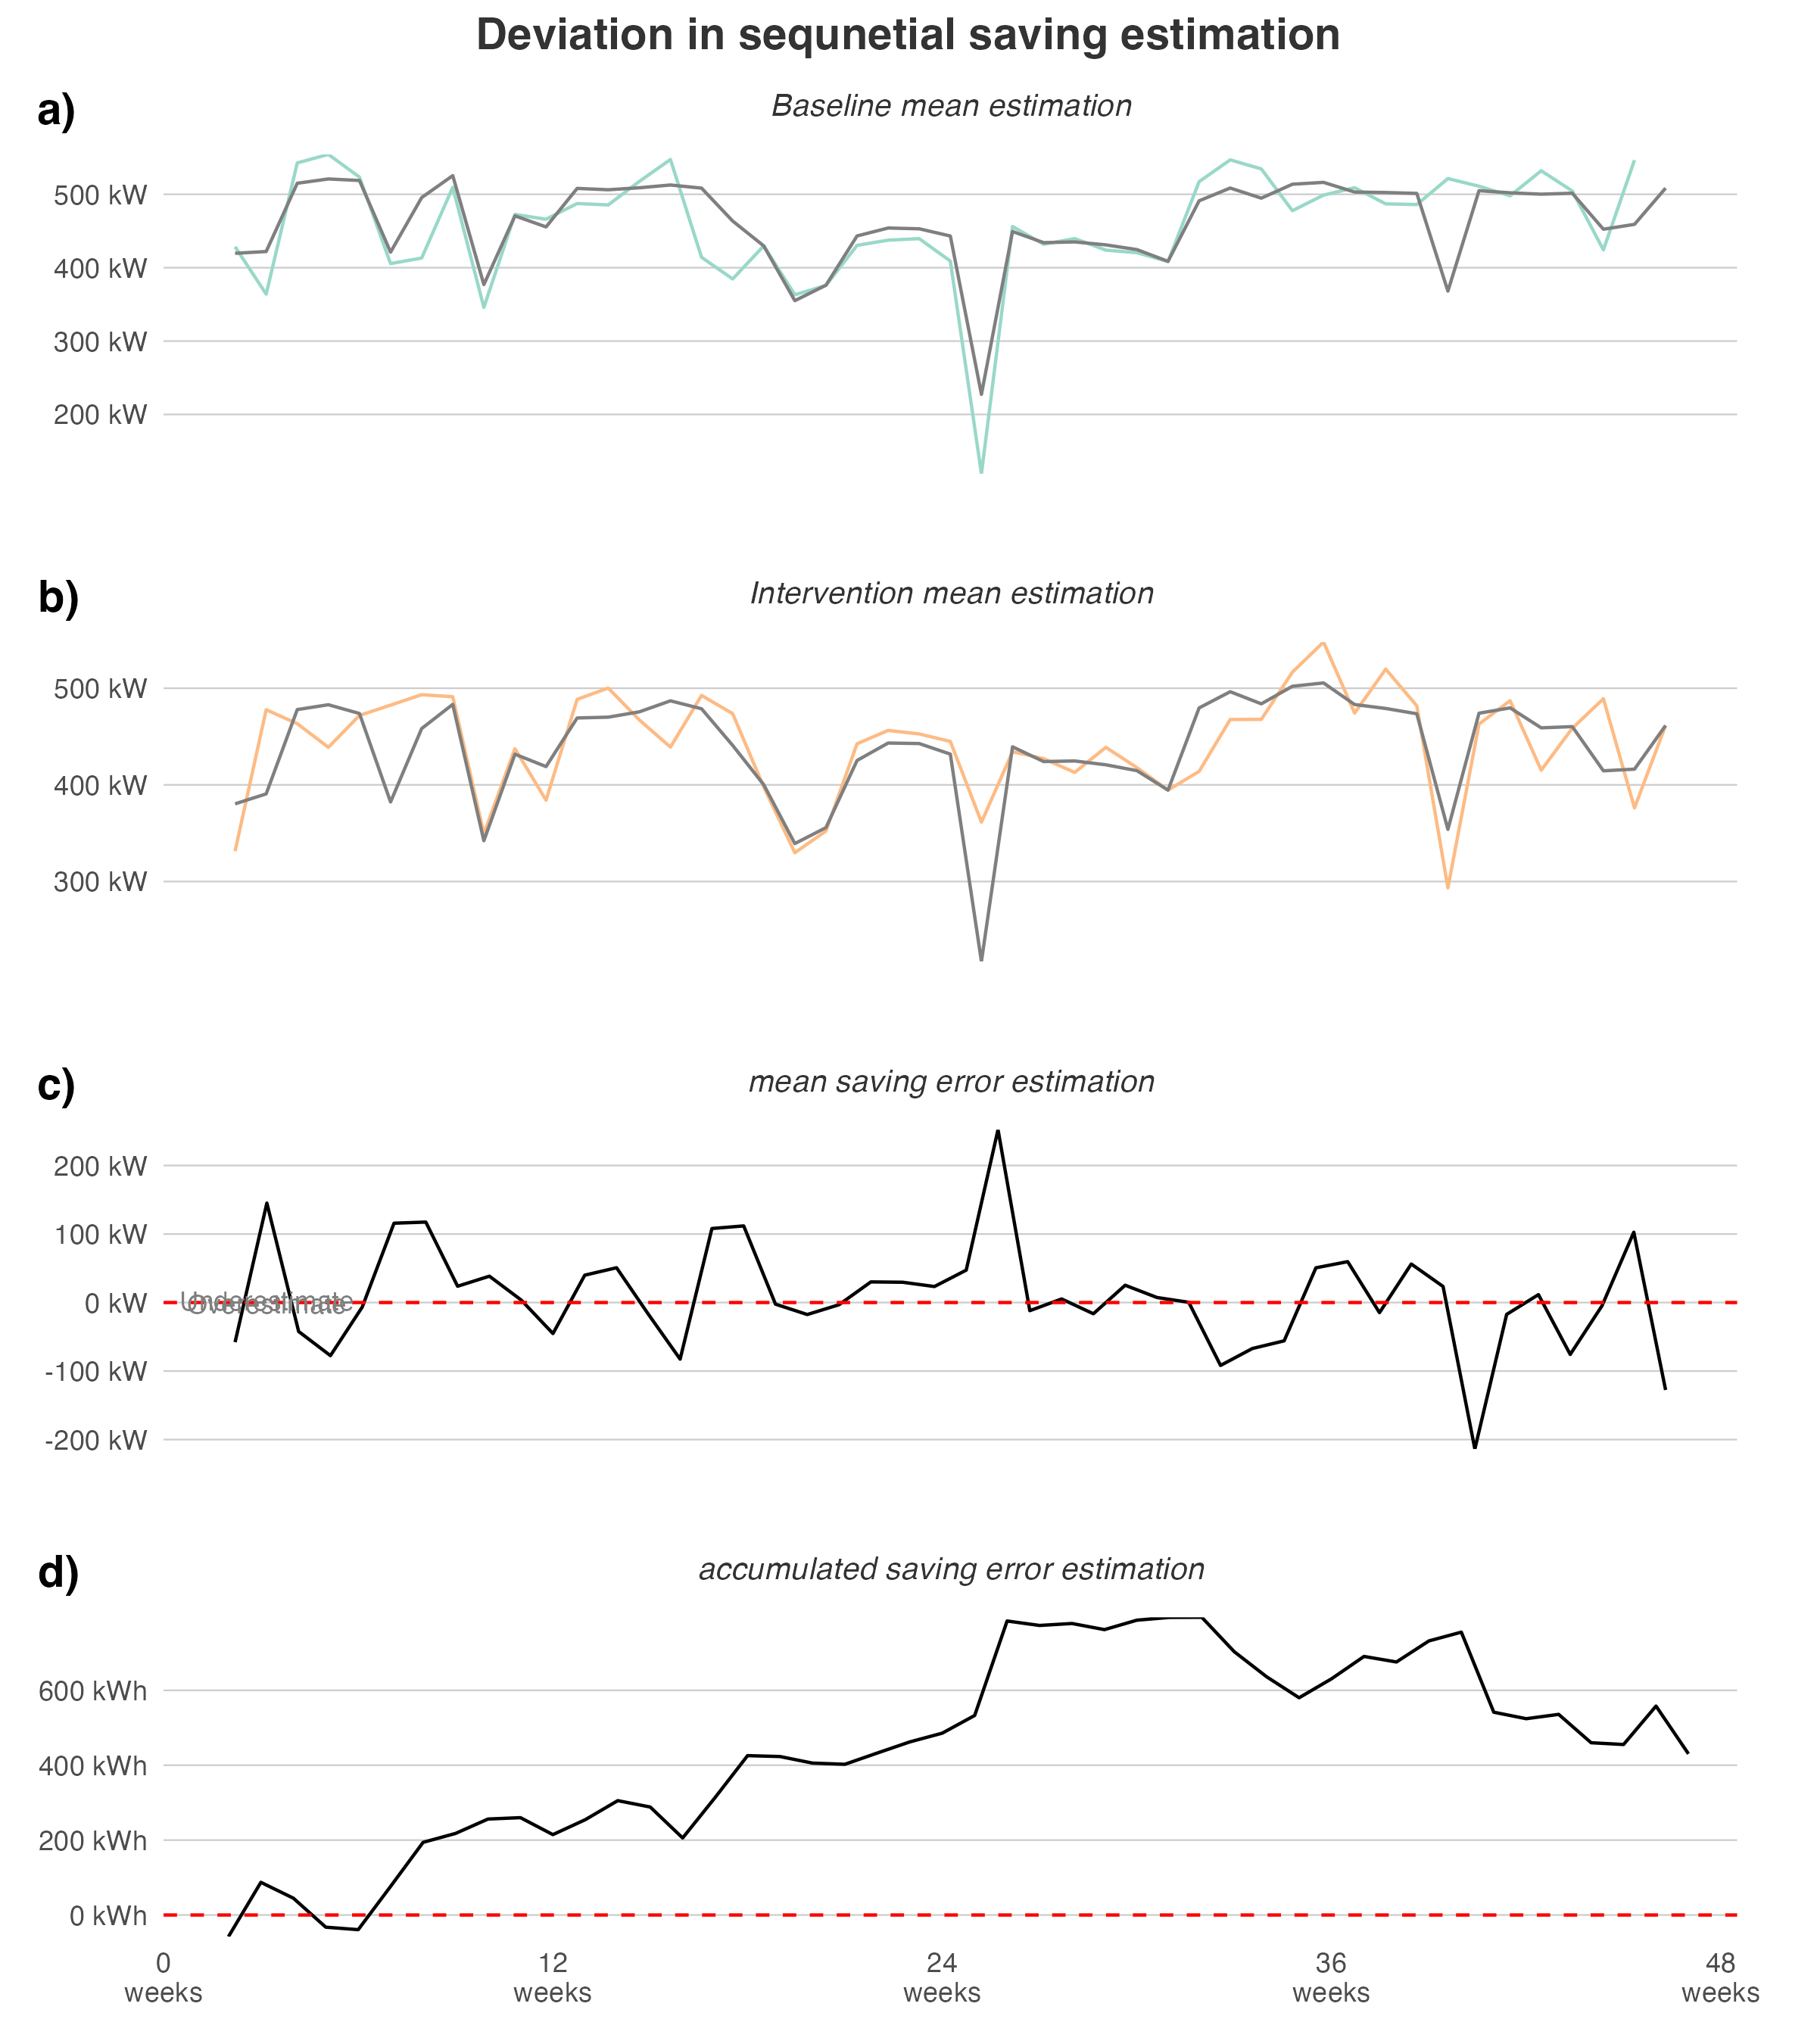 Deviation in sequnetial saving estimation
a)
Baseline mean estimation
500 kW
400 kW
300 kW
200 kW
b)
Intervention mean estimation
500 kW
400 kW
300 kW
c)
mean saving error estimation
200 kW
100 kW
0 kW
Underestimate
Overestimate
-100 kW
-200 kW
d)
accumulated saving error estimation
600 kWh
400 kWh
200 kWh
0 kWh
0
weeks
12
weeks
24
weeks
36
weeks
48
weeks